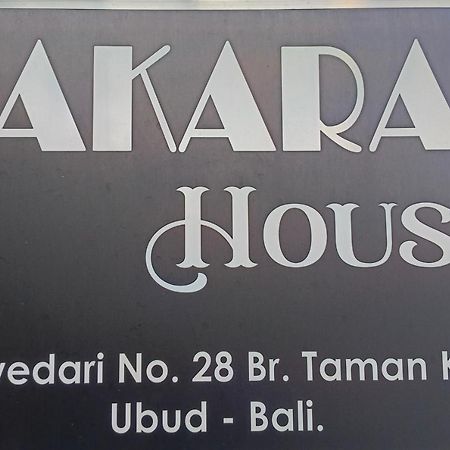 AKARA
HOUS
vedari No. 28 Br. Taman K
Ubud - Bali.